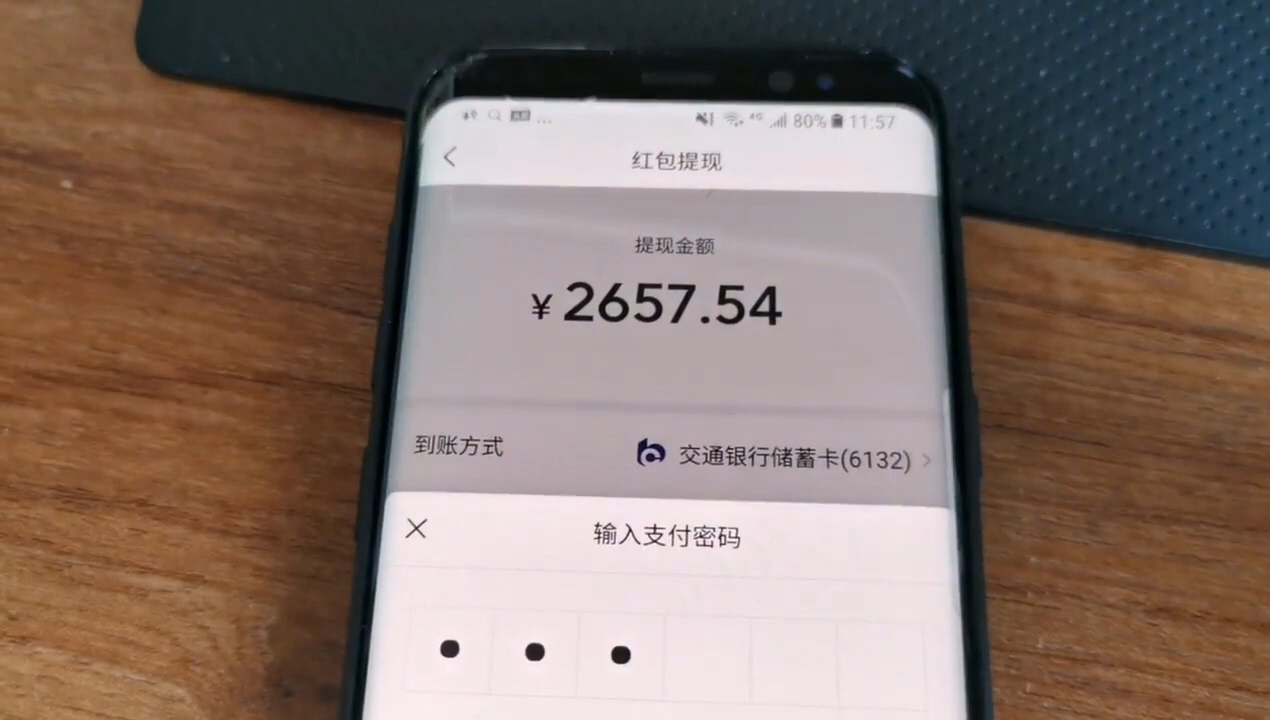 4G 80% 11:57
红包提现
提现金额
¥2657.54
到账方式 交通银行储蓄卡(6132)
输入支付密码